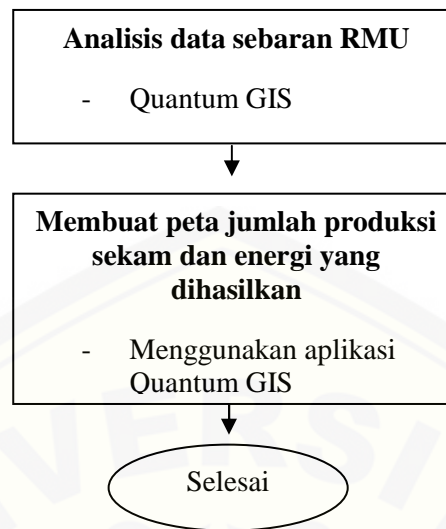 Analisis data sebaran RMU
- Quantum GIS
Membuat peta jumlah produksi
sekam dan energi yang
dihasilkan
- Menggunakan aplikasi
Quantum GIS
Selesai